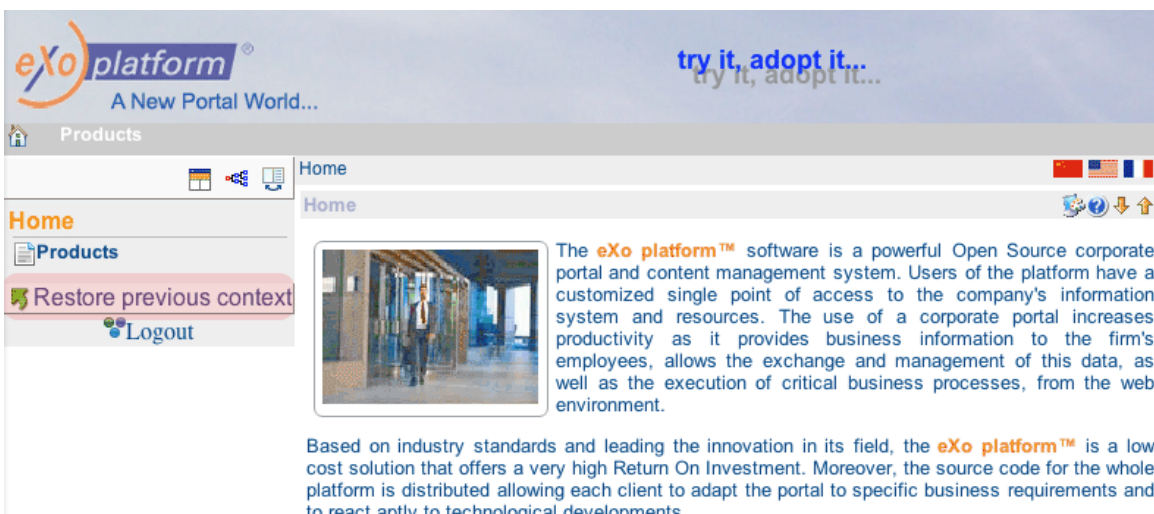 eXo platform ®
A New Portal World...
try it, adopt it...
Products
Home
Home
Home
Products
Restore previous context
Logout
The eXo platform™ software is a powerful Open Source corporate
portal and content management system. Users of the platform have a
customized single point of access to the company's information
system and resources. The use of a corporate portal increases
productivity as it provides business information to the firm's
employees, allows the exchange and management of this data, as
well as the execution of critical business processes, from the web
environment.
Based on industry standards and leading the innovation in its field, the eXo platform™ is a low
cost solution that offers a very high Return On Investment. Moreover, the source code for the whole
platform is distributed allowing each client to adapt the portal to specific business requirements and
to react aptly to technological developments.